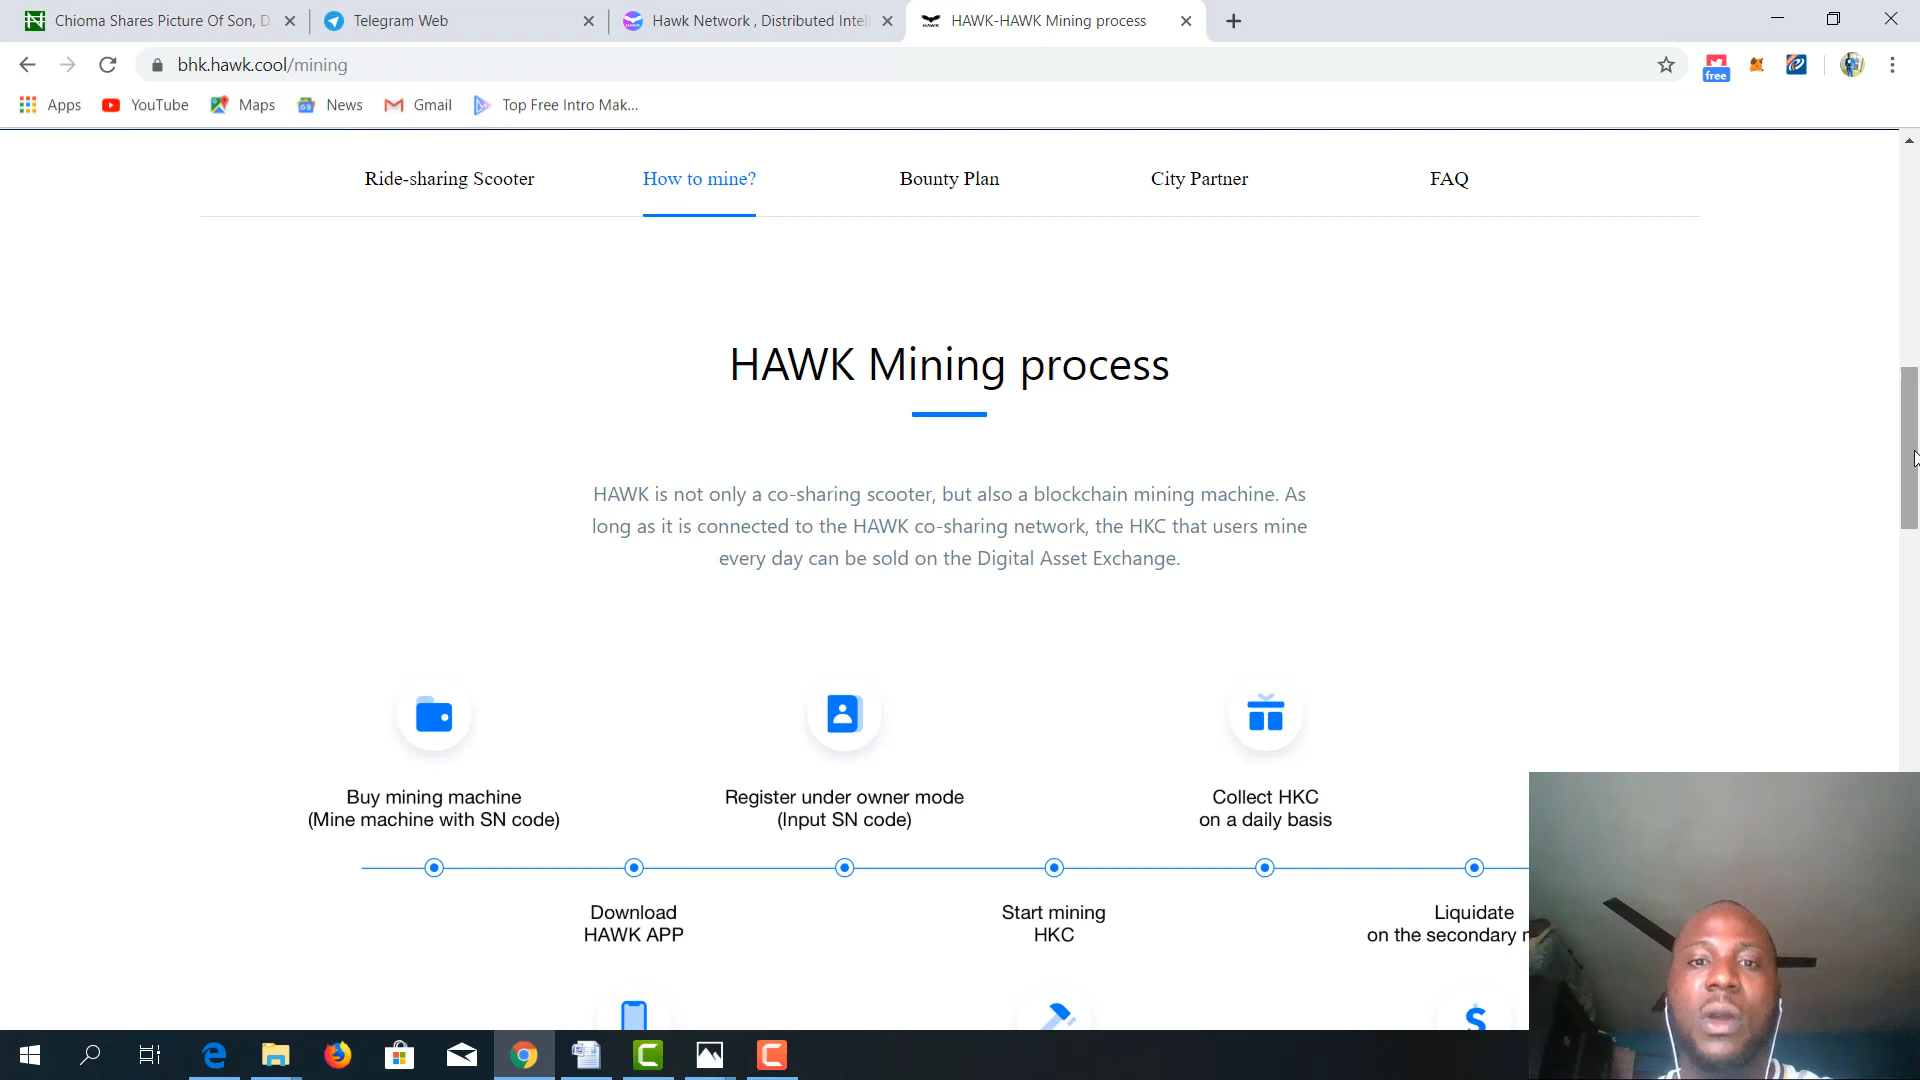 Chioma Shares Picture Of Son, D
Telegram Web
Hawk Network , Distributed Intel
HAWK-HAWK Mining process
bhk.hawk.cool/mining
free
Apps
YouTube
Maps
News
Gmail
Top Free Intro Mak...
Ride-sharing Scooter
How to mine?
Bounty Plan
City Partner
FAQ
HAWK Mining process
HAWK is not only a co-sharing scooter, but also a blockchain mining machine. As
long as it is connected to the HAWK co-sharing network, the HKC that users mine
every day can be sold on the Digital Asset Exchange.
Buy mining machine
(Mine machine with SN code)
Register under owner mode
(Input SN code)
Collect HKC
on a daily basis
Download
HAWK APP
Start mining
HKC
Liquidate
on the secondary